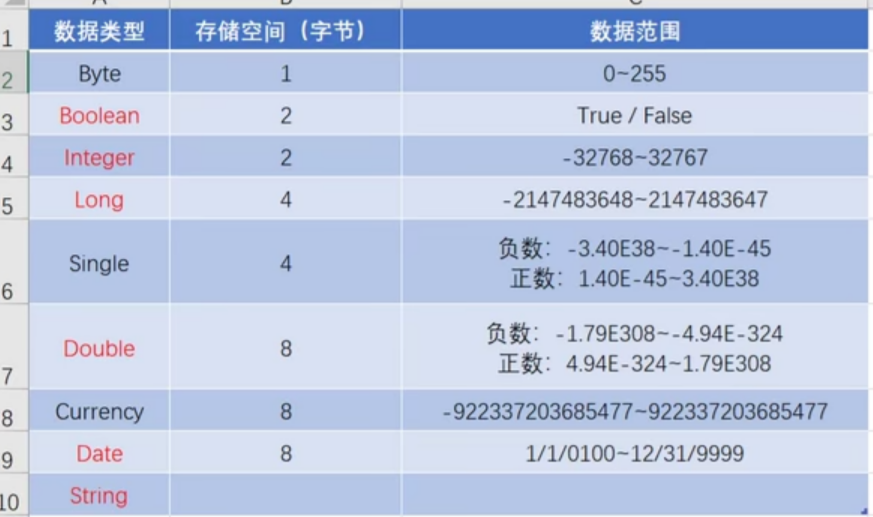 数据类型 存储空间（字节） 数据范围
1
2 Byte 1 0~255
3 Boolean 2 True / False
4 Integer 2 -32768~32767
5 Long 4 -2147483648~2147483647
6 Single 4 负数：-3.40E38~-1.40E-45
正数：1.40E-45~3.40E38
7 Double 8 负数：-1.79E308~-4.94E-324
正数：4.94E-324~1.79E308
8 Currency 8 -922337203685477~922337203685477
9 Date 8 1/1/0100~12/31/9999
10 String